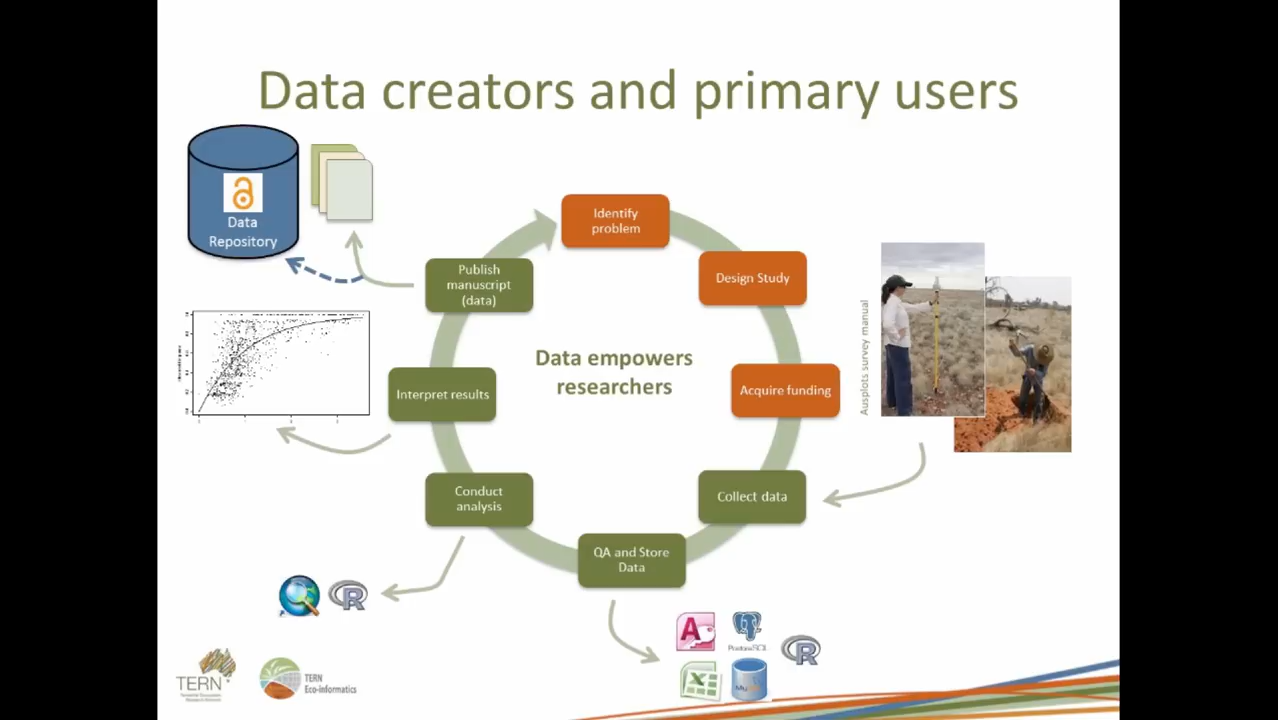 Data creators and primary users
Data
Repository
Identify
problem
Design Study
Acquire funding
Collect data
QA and Store
Data
Conduct
analysis
Interpret results
Publish
manuscript
(data)
Data empowers
researchers
Ausplots survey manual
A
PostgreSQL
R
X
R
TERN
TERN
Eco-informatics